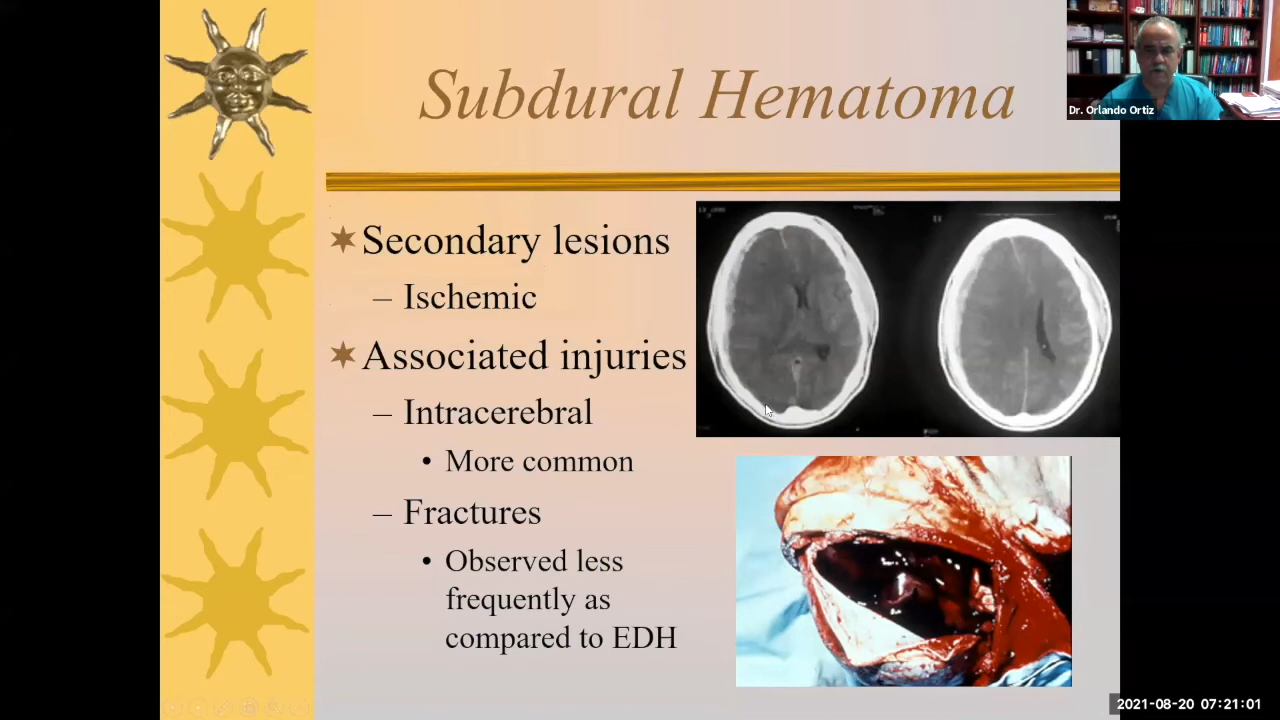 Subdural Hematoma
Dr. Orlando Ortiz
Secondary lesions
– Ischemic
Associated injuries
– Intracerebral
• More common
– Fractures
• Observed less
frequently as
compared to EDH
2021-08-20 07:21:01